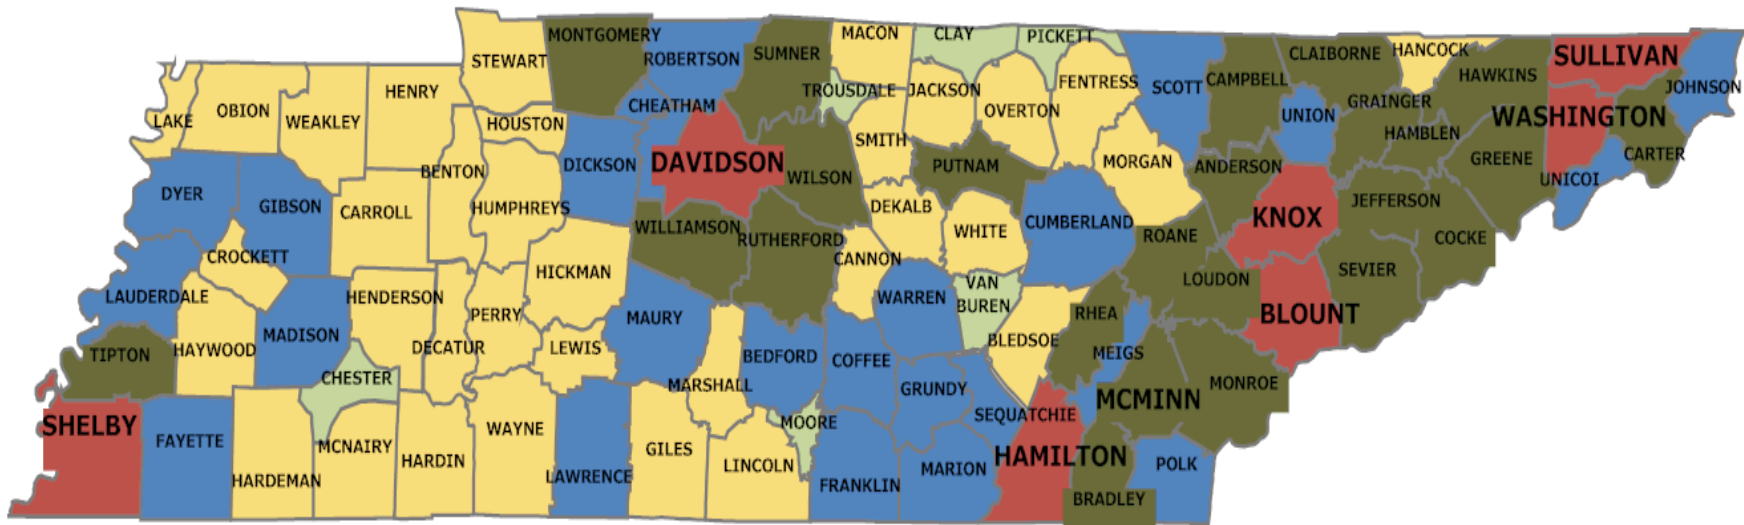 STEWART
MONTGOMERY
ROBERTSON
SUMNER
MACON
CLAY
PICKETT
CLAIBORNE
HANCOCK
SULLIVAN
HENRY
TROUSDALE
JACKSON
FENTRESS
SCOTT
CAMPBELL
HAWKINS
JOHNSON
LAKE
OBION
WEAKLEY
HOUSTON
CHEATHAM
OVERTON
UNION
GRAINGER
WASHINGTON
BENTON
DICKSON
DAVIDSON
SMITH
PUTNAM
MORGAN
ANDERSON
HAMBLEN
GREENE
CARTER
UNICOI
DYER
GIBSON
CARROLL
HUMPHREYS
WILSON
DEKALB
WHITE
CUMBERLAND
KNOX
JEFFERSON
CROCKETT
WILLIAMSON
RUTHERFORD
CANNON
ROANE
LOUDON
SEVIER
COCKE
LAUDERDALE
HENDERSON
HICKMAN
WARREN
VAN
BUREN
BLOUNT
TIPTON
HAYWOOD
MADISON
DECATUR
PERRY
LEWIS
MAURY
BEDFORD
COFFEE
BLEDSOE
RHEA
MEIGS
CHESTER
MARSHALL
GRUNDY
MCMINN
MONROE
SHELBY
FAYETTE
HARDEMAN
MCNAIRY
HARDIN
WAYNE
LAWRENCE
GILES
LINCOLN
MOORE
FRANKLIN
MARION
SEQUATCHIE
HAMILTON
BRADLEY
POLK